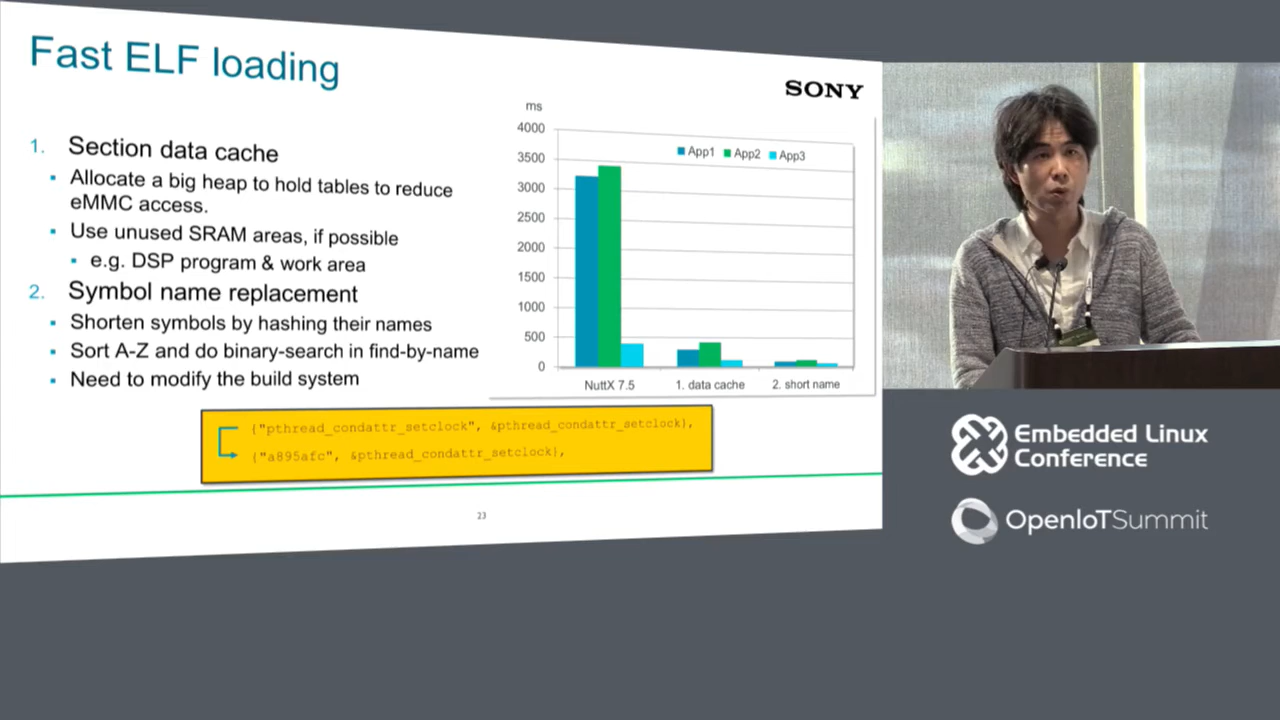 Fast ELF loading
SONY
1. Section data cache
▪ Allocate a big heap to hold tables to reduce
eMMC access.
▪ Use unused SRAM areas, if possible
▪ e.g. DSP program & work area
2. Symbol name replacement
▪ Shorten symbols by hashing their names
▪ Sort A-Z and do binary-search in find-by-name
▪ Need to modify the build system
ms
4000
3500
3000
2500
2000
1500
1000
500
0
App1 App2 App3
NuttX 7.5 1. data cache 2. short name
{"pthread_condattr_setclock", &pthread_condattr_setclock},
{"a895afc", &pthread_condattr_setclock},
23
Embedded Linux
Conference
OpenIoTSummit